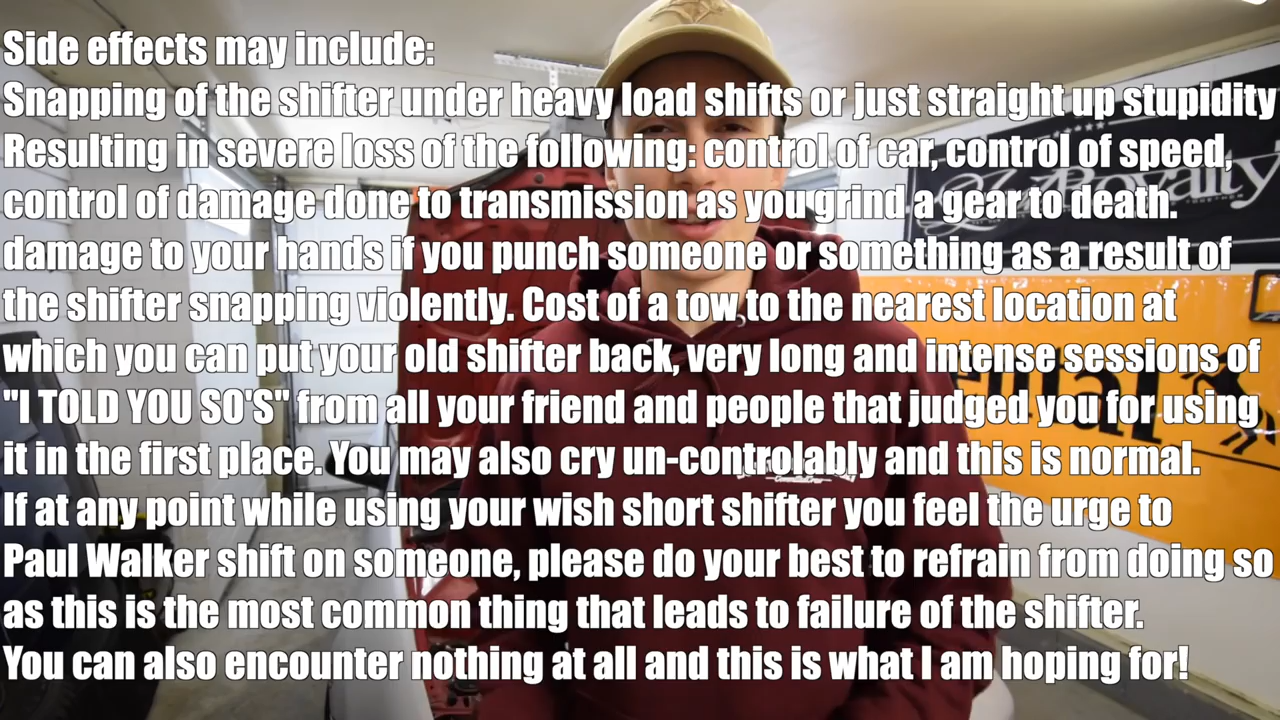 Side effects may include:
Snapping of the shifter under heavy load shifts or just straight up stupidity
Resulting in severe loss of the following: control of car, control of speed,
control of damage done to transmission as you grind a gear to death.
damage to your hands if you punch someone or something as a result of
the shifter snapping violently. Cost of a tow to the nearest location at
which you can put your old shifter back, very long and intense sessions of
"I TOLD YOU SO'S" from all your friend and people that judged you for using
it in the first place. You may also cry un-controlably and this is normal.
If at any point while using your wish short shifter you feel the urge to
Paul Walker shift on someone, please do your best to refrain from doing so
as this is the most common thing that leads to failure of the shifter.
You can also encounter nothing at all and this is what I am hoping for!
Royalty